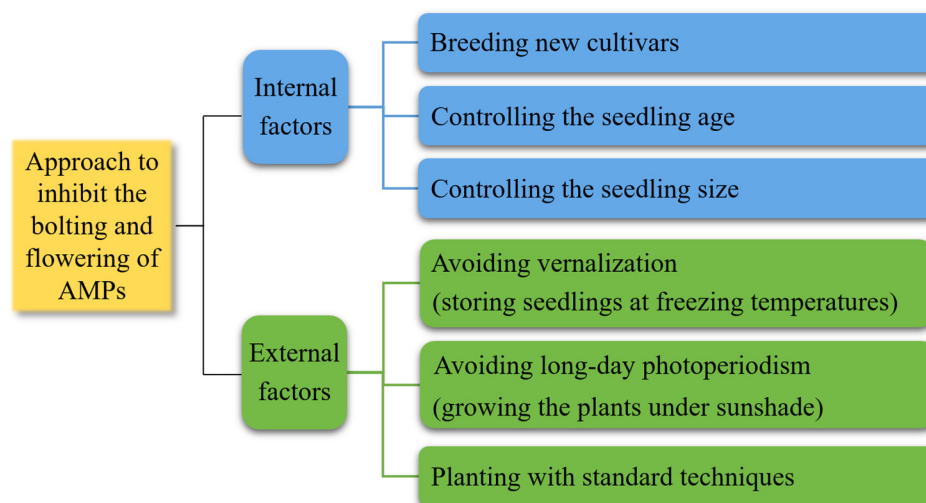 Approach to
inhibit the
bolting and
flowering of
AMPs
Internal
factors
Breeding new cultivars
Controlling the seedling age
Controlling the seedling size
External
factors
Avoiding vernalization
(storing seedlings at freezing temperatures)
Avoiding long-day photoperiodism
(growing the plants under sunshade)
Planting with standard techniques